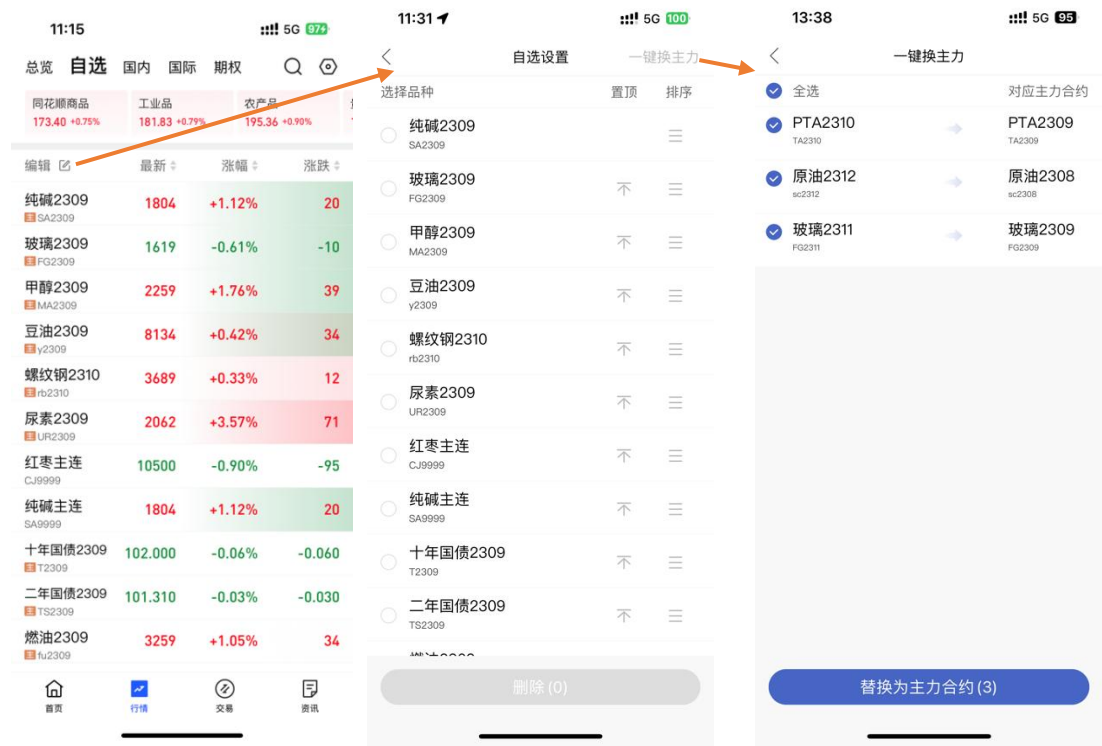 11:15
5G 97
总览 自选 国内 国际 期权
同花顺商品 工业品 农产品
173.40 +0.75% 181.83 +0.79% 195.36 +0.90%
编辑 最新 涨幅 涨跌
纯碱2309 1804 +1.12% 20
主 SA2309
玻璃2309 1619 -0.61% -10
主 FG2309
甲醇2309 2259 +1.76% 39
主 MA2309
豆油2309 8134 +0.42% 34
主 y2309
螺纹钢2310 3689 +0.33% 12
主 rb2310
尿素2309 2062 +3.57% 71
主 UR2309
红枣主连 10500 -0.90% -95
CJ9999
纯碱主连 1804 +1.12% 20
SA9999
十年国债2309 102.000 -0.06% -0.060
主 T2309
二年国债2309 101.310 -0.03% -0.030
主 TS2309
燃油2309 3259 +1.05% 34
主 fu2309
首页 行情 交易 资讯
11:31
5G 100
自选设置 一键换主力
选择品种 置顶 排序
纯碱2309
SA2309
玻璃2309
FG2309
甲醇2309
MA2309
豆油2309
y2309
螺纹钢2310
rb2310
尿素2309
UR2309
红枣主连
CJ9999
纯碱主连
SA9999
十年国债2309
T2309
二年国债2309
TS2309
删除(0)
13:38
5G 95
一键换主力
全选 对应主力合约
PTA2310 PTA2309
TA2310 TA2309
原油2312 原油2308
sc2312 sc2308
玻璃2311 玻璃2309
FG2311 FG2309
替换为主力合约(3)